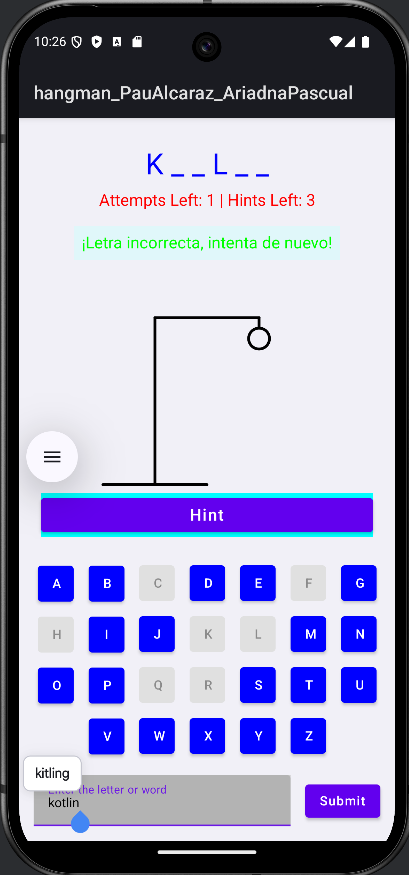 10:26
hangman_PauAlcaraz_AriadnaPascual
K _ _ L _ _
Attempts Left: 1 | Hints Left: 3
¡Letra incorrecta, intenta de nuevo!
Hint
A B C D E F G
H I J K L M N
O P Q R S T U
V W X Y Z
kitling
Enter the letter or word
kotlin
Submit